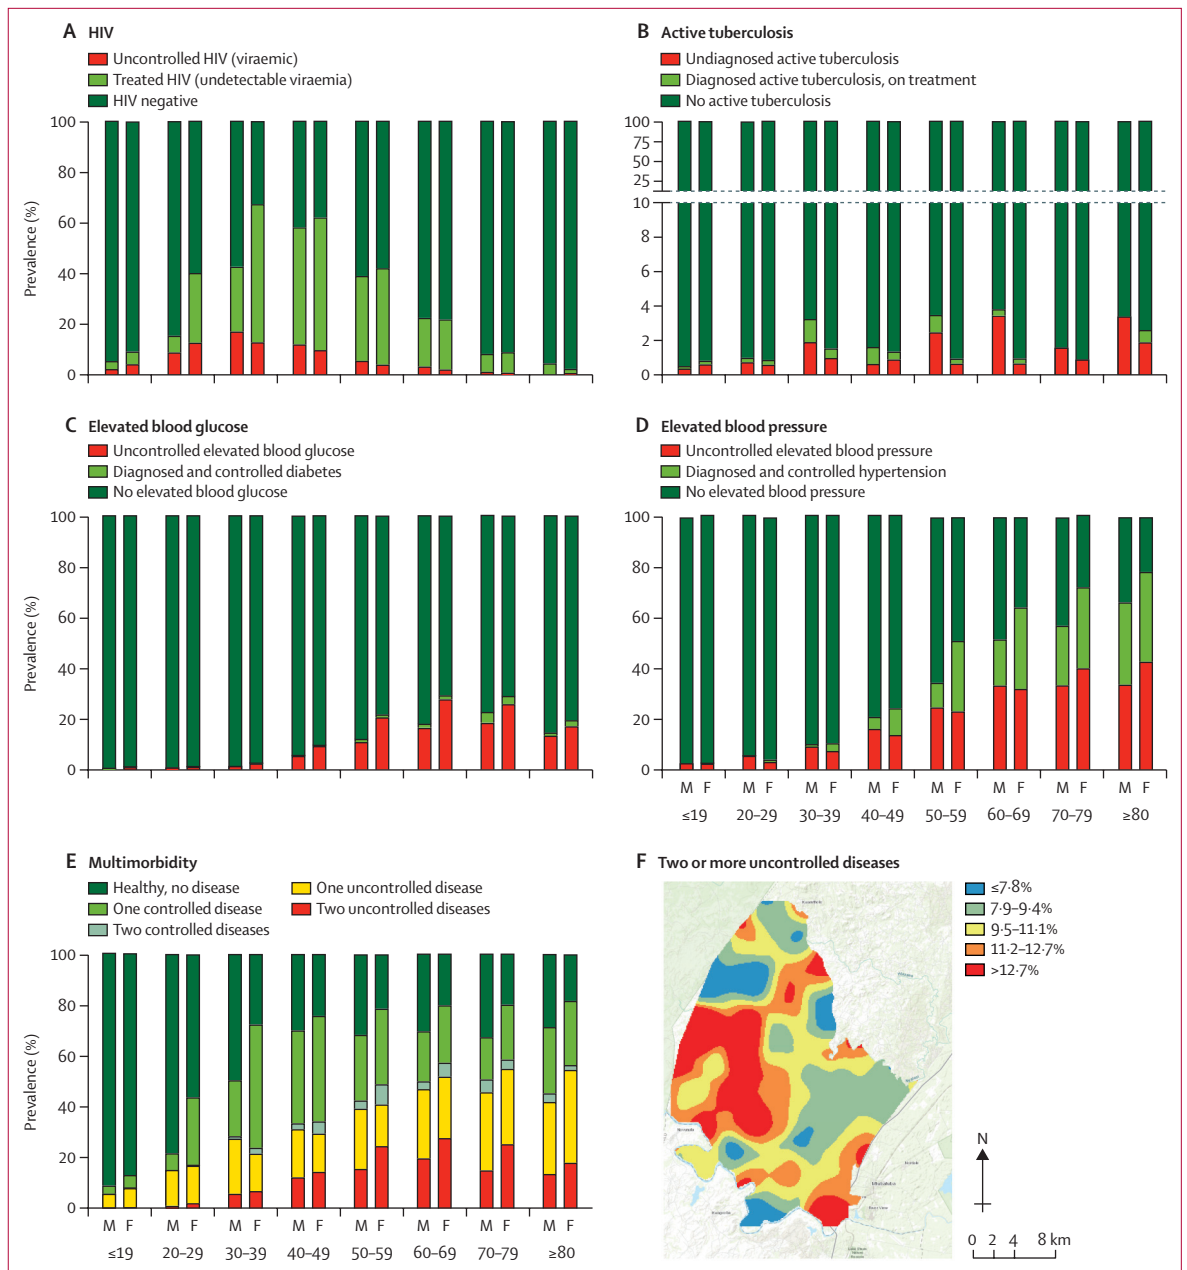 A HIV
Uncontrolled HIV (viraemic)
Treated HIV (undetectable viraemia)
HIV negative
Prevalence (%)
100
80
60
40
20
0
B Active tuberculosis
Undiagnosed active tuberculosis
Diagnosed active tuberculosis, on treatment
No active tuberculosis
100
75
50
25
10
8
6
4
2
0
C Elevated blood glucose
Uncontrolled elevated blood glucose
Diagnosed and controlled diabetes
No elevated blood glucose
Prevalence (%)
100
80
60
40
20
0
D Elevated blood pressure
Uncontrolled elevated blood pressure
Diagnosed and controlled hypertension
No elevated blood pressure
100
80
60
40
20
0
M F M F M F M F M F M F M F M F
≤19 20–29 30–39 40–49 50–59 60–69 70–79 ≥80
E Multimorbidity
Healthy, no disease
One controlled disease
Two controlled diseases
One uncontrolled disease
Two uncontrolled diseases
Prevalence (%)
100
80
60
40
20
0
M F M F M F M F M F M F M F M F
≤19 20–29 30–39 40–49 50–59 60–69 70–79 ≥80
F Two or more uncontrolled diseases
≤7·8%
7·9–9·4%
9·5–11·1%
11·2–12·7%
>12·7%
N
0 2 4 8 km